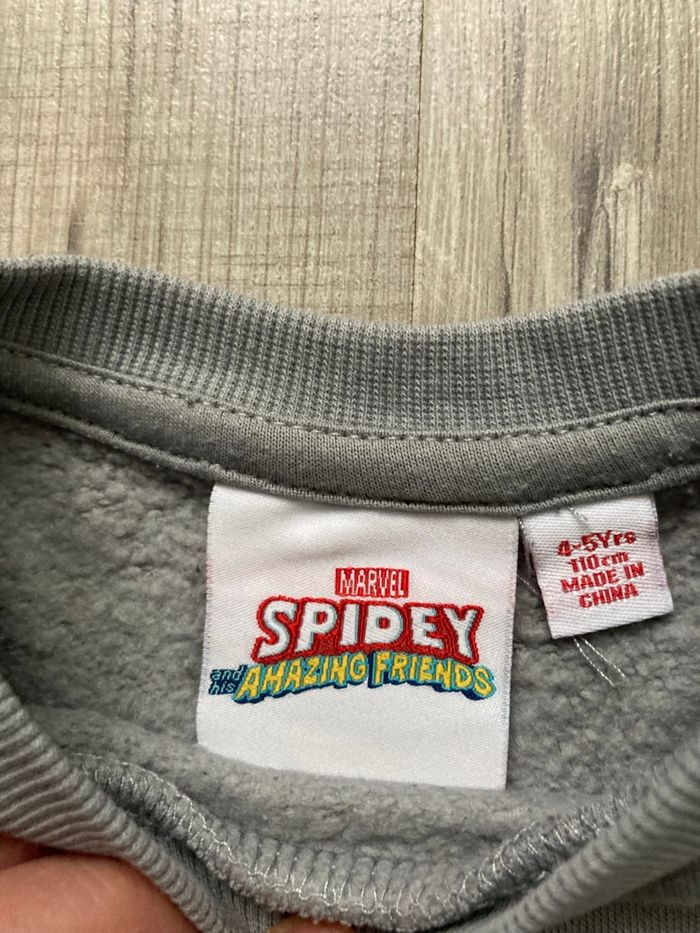 MARVEL
SPIDEY
and his AMAZING FRIENDS
4-5Yrs
110cm
MADE IN
CHINA